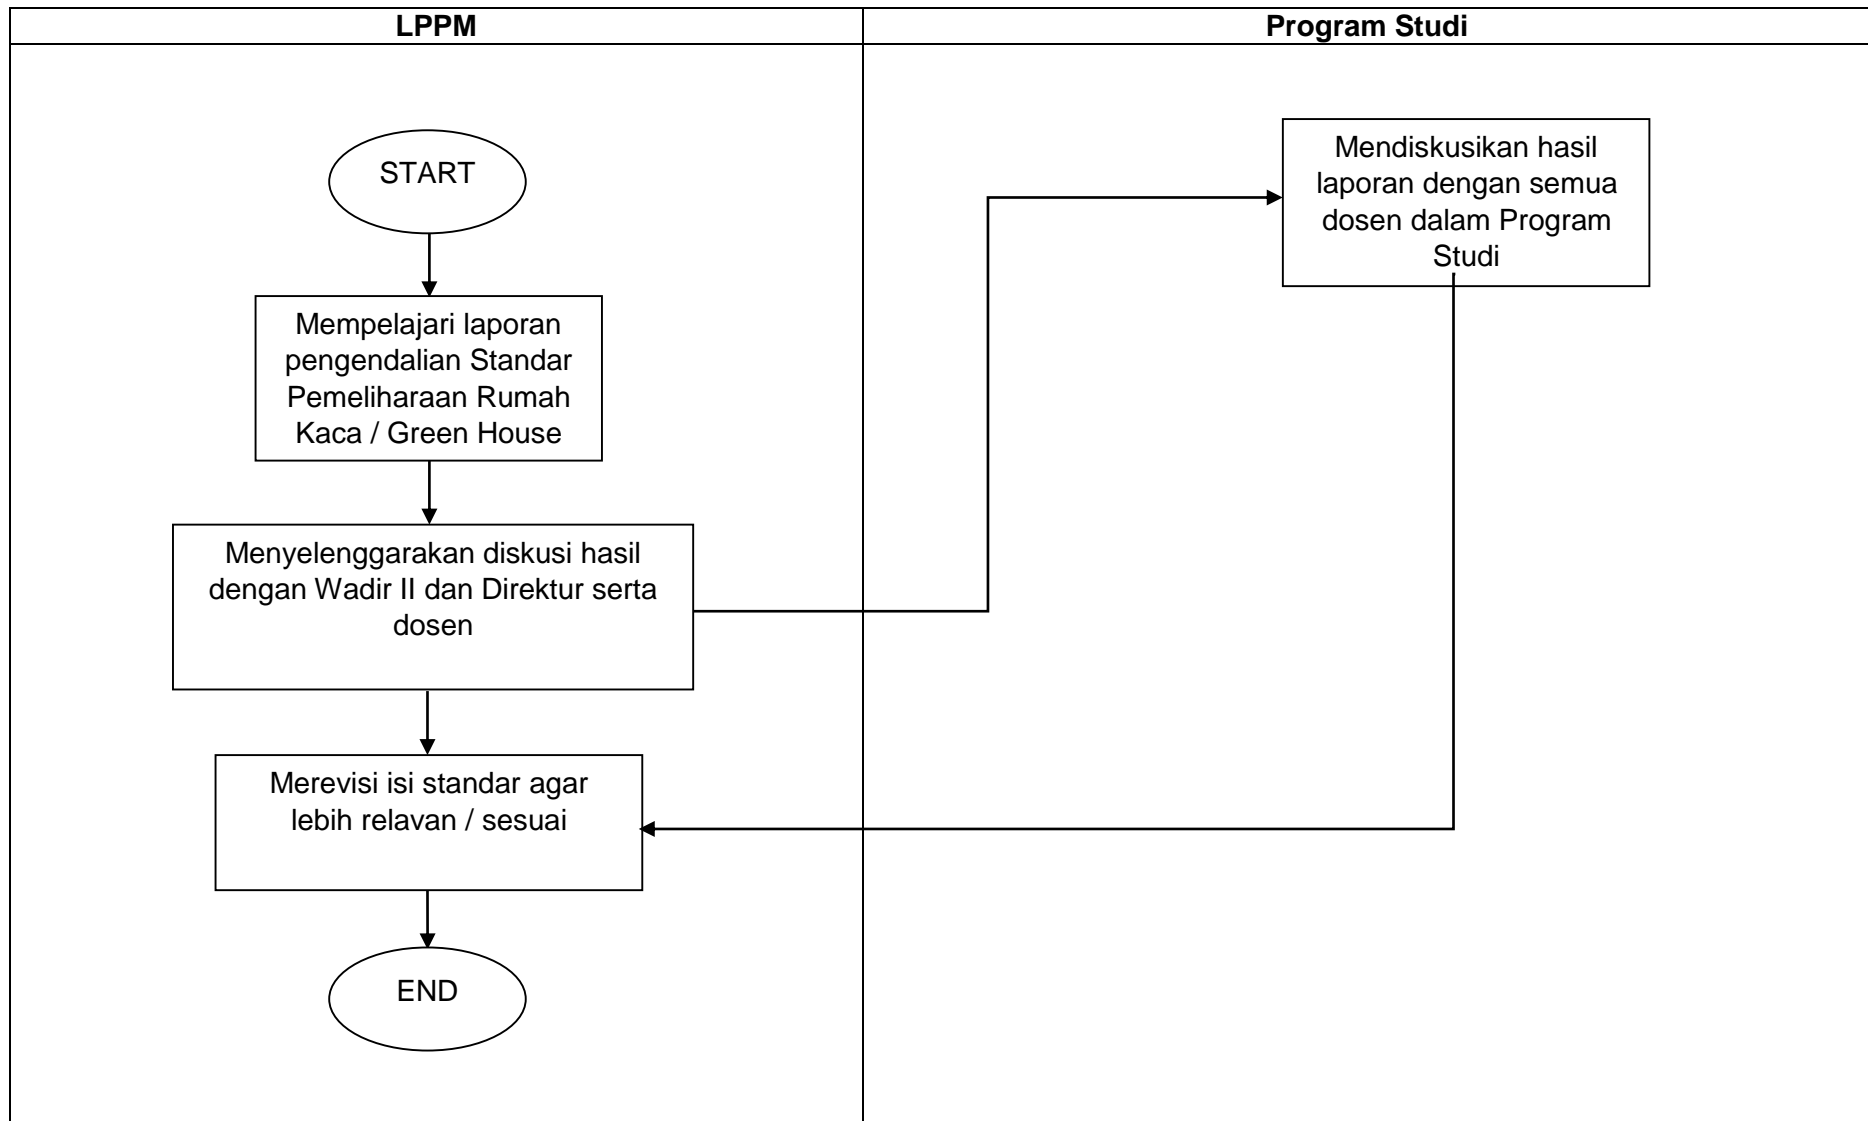 LPPM
Program Studi
START
Mempelajari laporan
pengendalian Standar
Pemeliharaan Rumah
Kaca / Green House
Menyelenggarakan diskusi hasil
dengan Wadir II dan Direktur serta
dosen
Merevisi isi standar agar
lebih relavan / sesuai
END
Mendiskusikan hasil
laporan dengan semua
dosen dalam Program
Studi